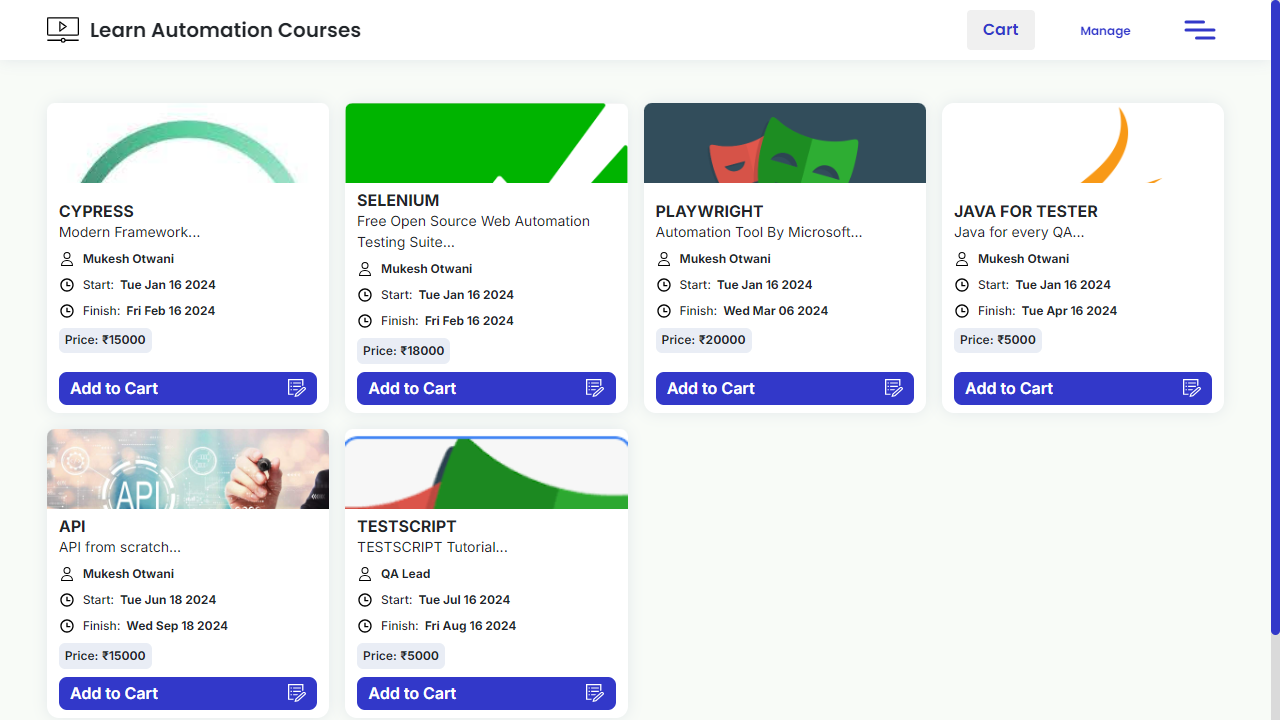 Learn Automation Courses
Cart
Manage
CYPRESS
Modern Framework...
Mukesh Otwani
Start: Tue Jan 16 2024
Finish: Fri Feb 16 2024
Price: ₹15000
Add to Cart
SELENIUM
Free Open Source Web Automation
Testing Suite...
Mukesh Otwani
Start: Tue Jan 16 2024
Finish: Fri Feb 16 2024
Price: ₹18000
Add to Cart
PLAYWRIGHT
Automation Tool By Microsoft...
Mukesh Otwani
Start: Tue Jan 16 2024
Finish: Wed Mar 06 2024
Price: ₹20000
Add to Cart
JAVA FOR TESTER
Java for every QA...
Mukesh Otwani
Start: Tue Jan 16 2024
Finish: Tue Apr 16 2024
Price: ₹5000
Add to Cart
API
API
API from scratch...
Mukesh Otwani
Start: Tue Jun 18 2024
Finish: Wed Sep 18 2024
Price: ₹15000
Add to Cart
TESTSCRIPT
TESTSCRIPT Tutorial...
QA Lead
Start: Tue Jul 16 2024
Finish: Fri Aug 16 2024
Price: ₹5000
Add to Cart